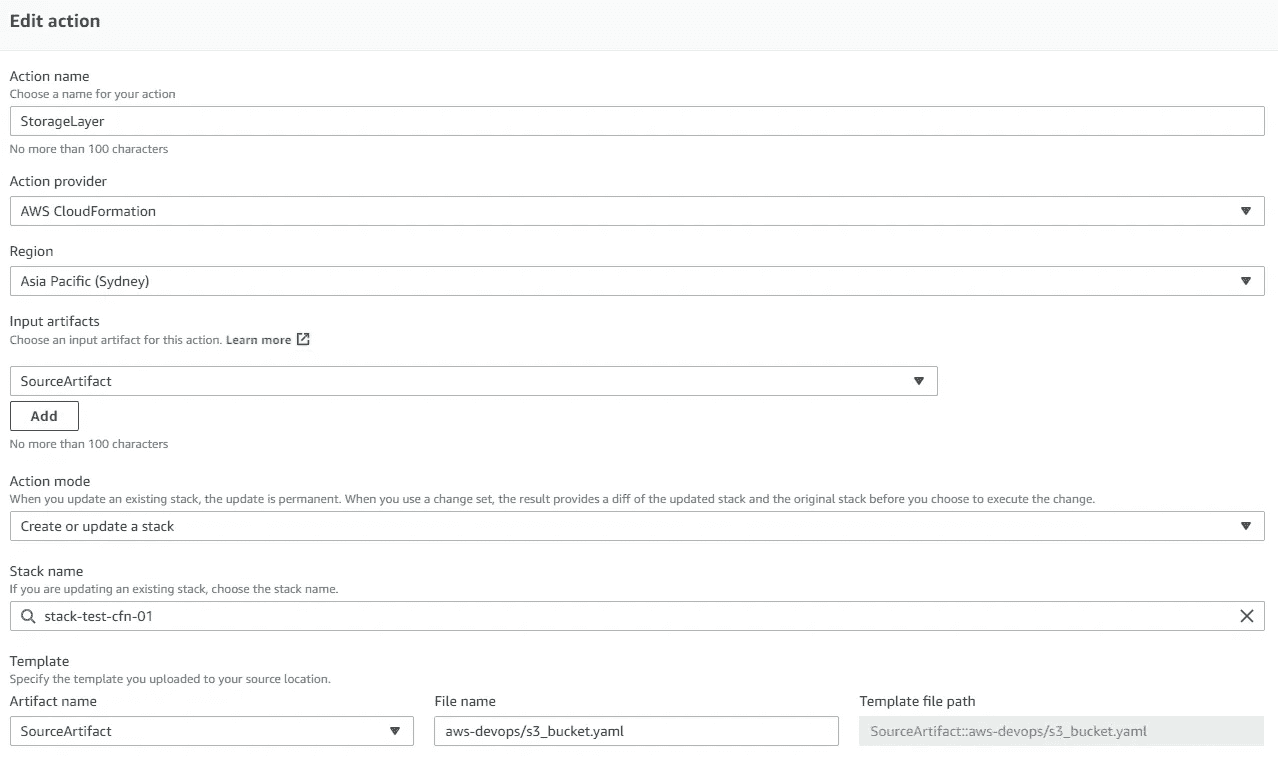 Edit action
Action name
Choose a name for your action
StorageLayer
No more than 100 characters
Action provider
AWS CloudFormation
Region
Asia Pacific (Sydney)
Input artifacts
Choose an input artifact for this action. Learn more
SourceArtifact
Add
No more than 100 characters
Action mode
When you update an existing stack, the update is permanent. When you use a change set, the result provides a diff of the updated stack and the original stack before you choose to execute the change.
Create or update a stack
Stack name
If you are updating an existing stack, choose the stack name.
stack-test-cfn-01
Template
Specify the template you uploaded to your source location.
Artifact name File name Template file path
SourceArtifact aws-devops/s3_bucket.yaml SourceArtifact::aws-devops/s3_bucket.yaml